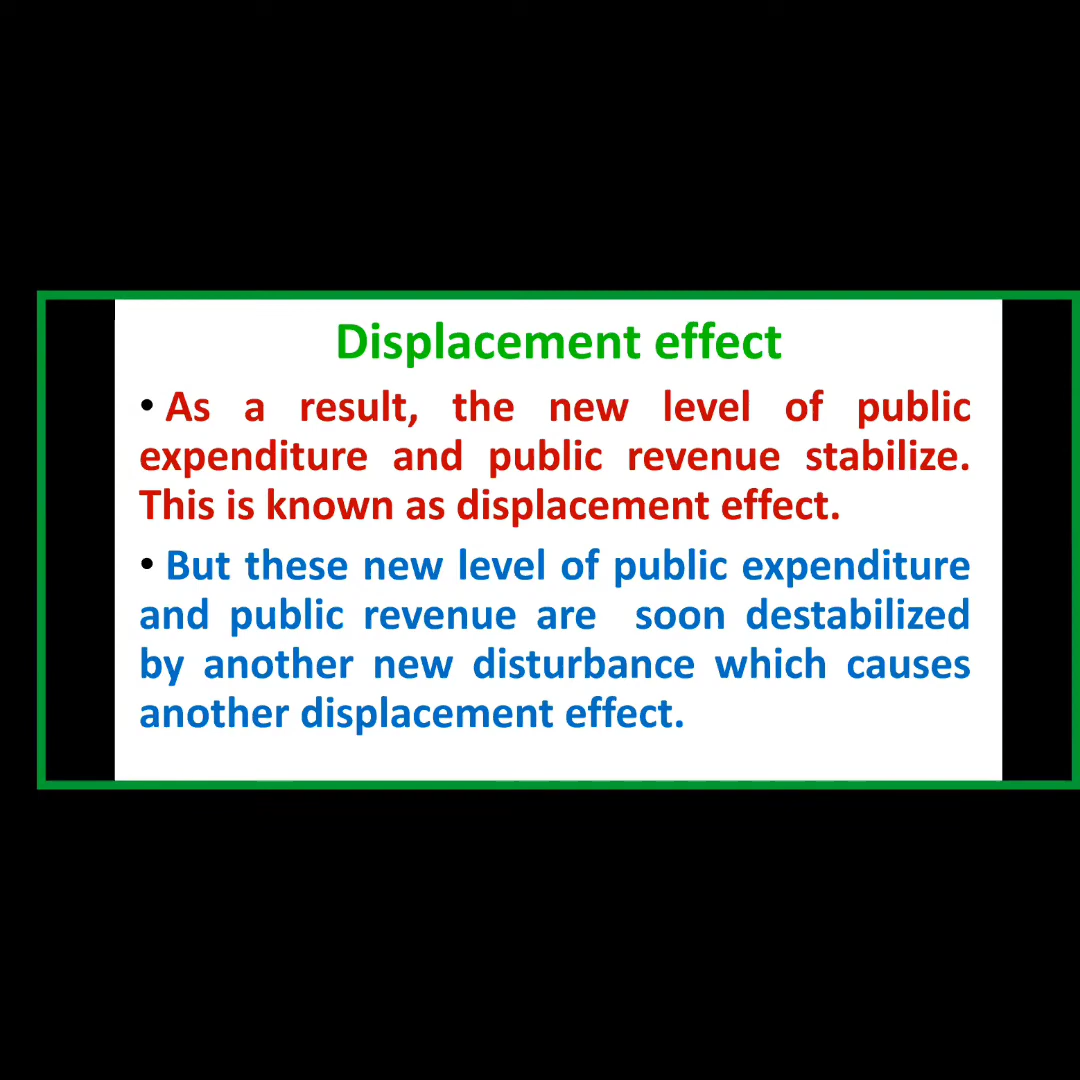 Displacement effect
• As a result, the new level of public
expenditure and public revenue stabilize.
This is known as displacement effect.
• But these new level of public expenditure
and public revenue are soon destabilized
by another new disturbance which causes
another displacement effect.